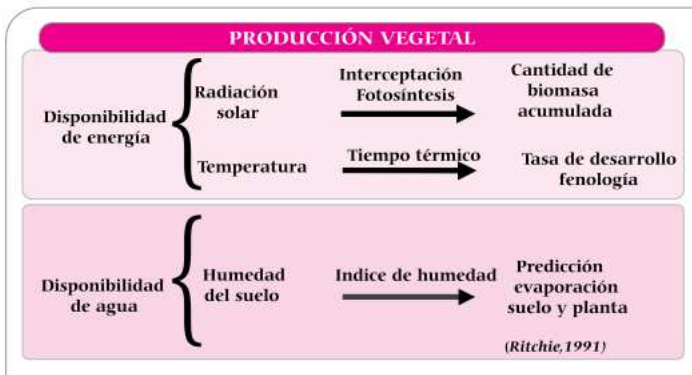 PRODUCCIÓN VEGETAL
Disponibilidad
de energía
Radiación
solar
Interceptación
Fotosíntesis
Cantidad de
biomasa
acumulada
Temperatura
Tiempo térmico
Tasa de desarrollo
fenología
Disponibilidad
de agua
Humedad
del suelo
Indice de humedad
Predicción
evaporación
suelo y planta
(Ritchie,1991)